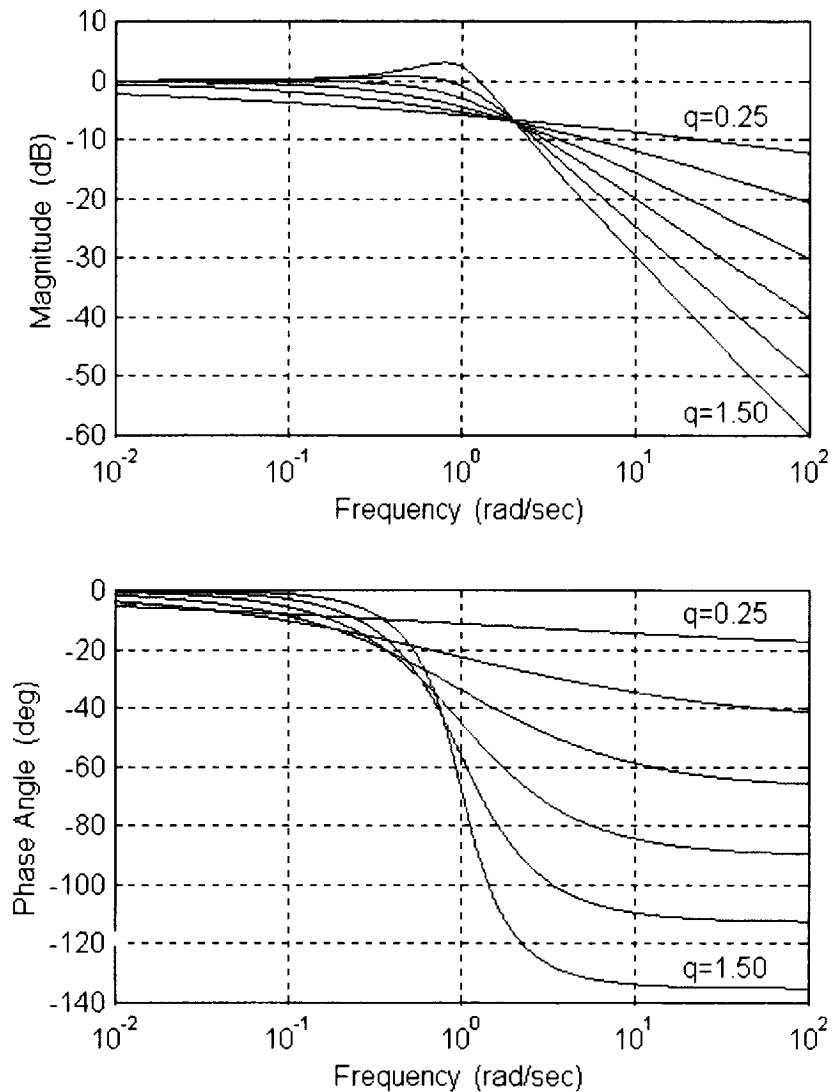 10
0
-10
-20
-30
-40
-50
-60
Magnitude (dB)
q=0.25
q=1.50
10^-2 10^-1 10^0 10^1 10^2
Frequency (rad/sec)
0
-20
-40
-60
-80
-100
-120
-140
Phase Angle (deg)
q=0.25
q=1.50
10^-2 10^-1 10^0 10^1 10^2
Frequency (rad/sec)